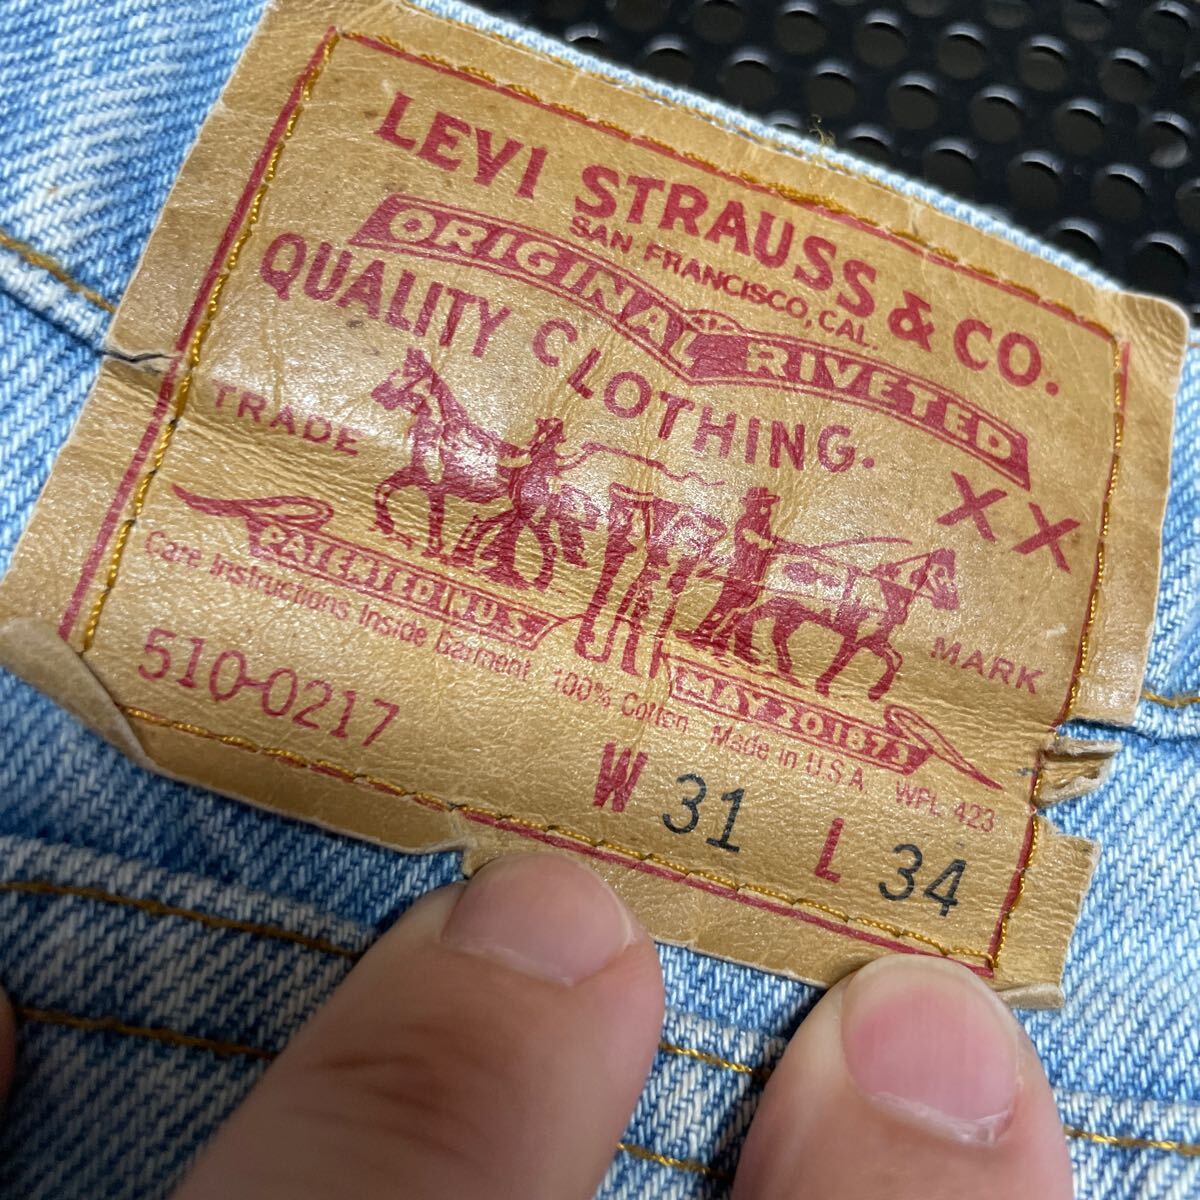 LEVI STRAUSS & CO.
SAN FRANCISCO, CAL.
ORIGINAL RIVETED
QUALITY CLOTHING.
XX
TRADE MARK
PATENTED IN U.S.
MAY 20 1873
Care Instructions Inside Garment 100% Cotton Made in U.S.A. WPL 423
510-0217
W 31 L 34